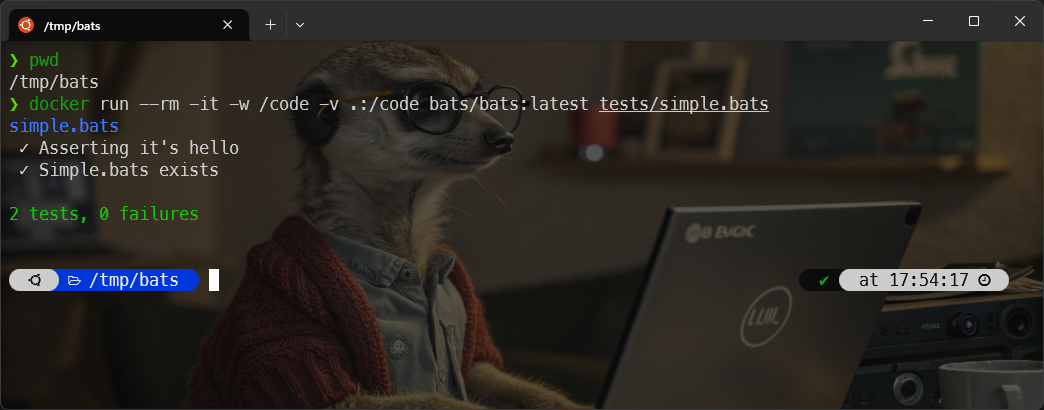 /tmp/bats
❯ pwd
/tmp/bats
❯ docker run --rm -it -w /code -v .:/code bats/bats:latest tests/simple.bats
simple.bats
✓ Asserting it's hello
✓ Simple.bats exists
2 tests, 0 failures
/tmp/bats
✔ at 17:54:17